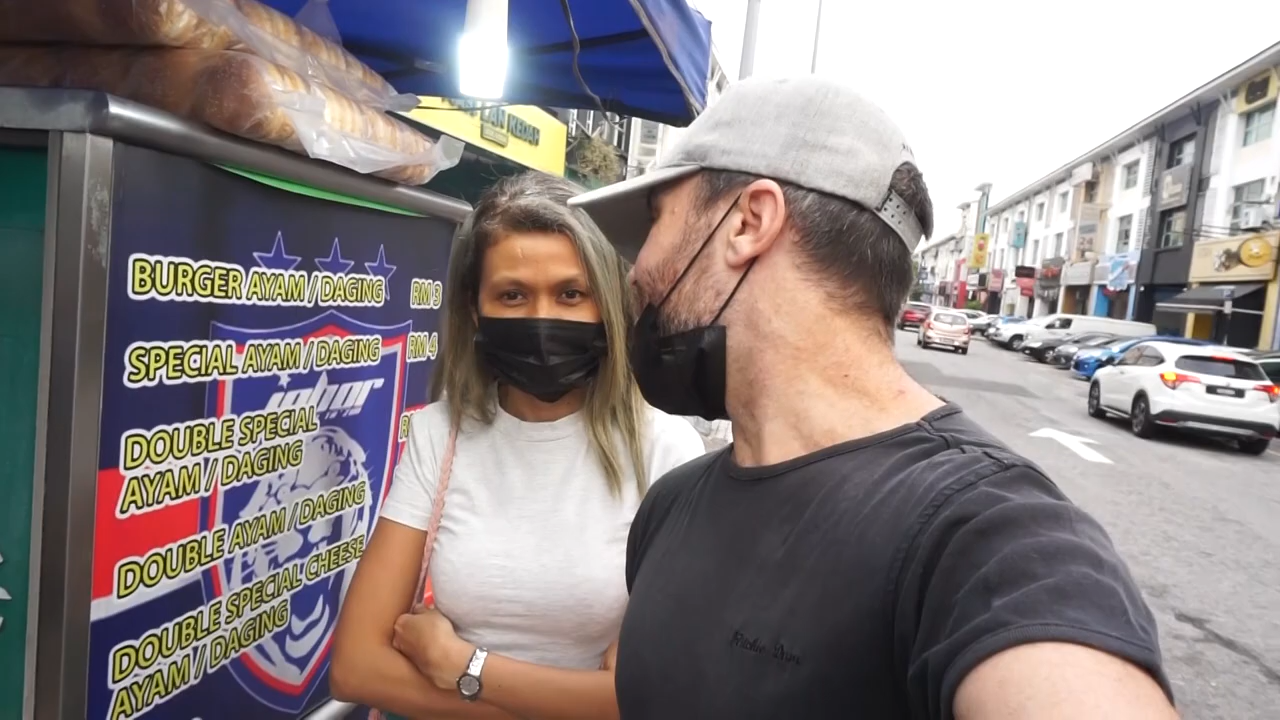 BURGER AYAM / DAGING RM 3
SPECIAL AYAM / DAGING RM 4
DOUBLE SPECIAL
AYAM / DAGING
DOUBLE AYAM / DAGING
DOUBLE SPECIAL CHEESE
AYAM / DAGING
johor
KEDAH